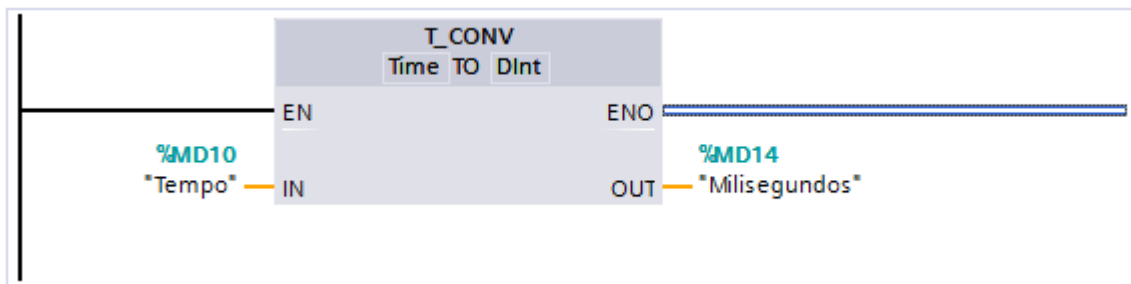 T_CONV
Time TO DInt
EN ENO
%MD10 %MD14
"Tempo" IN OUT "Milisegundos"